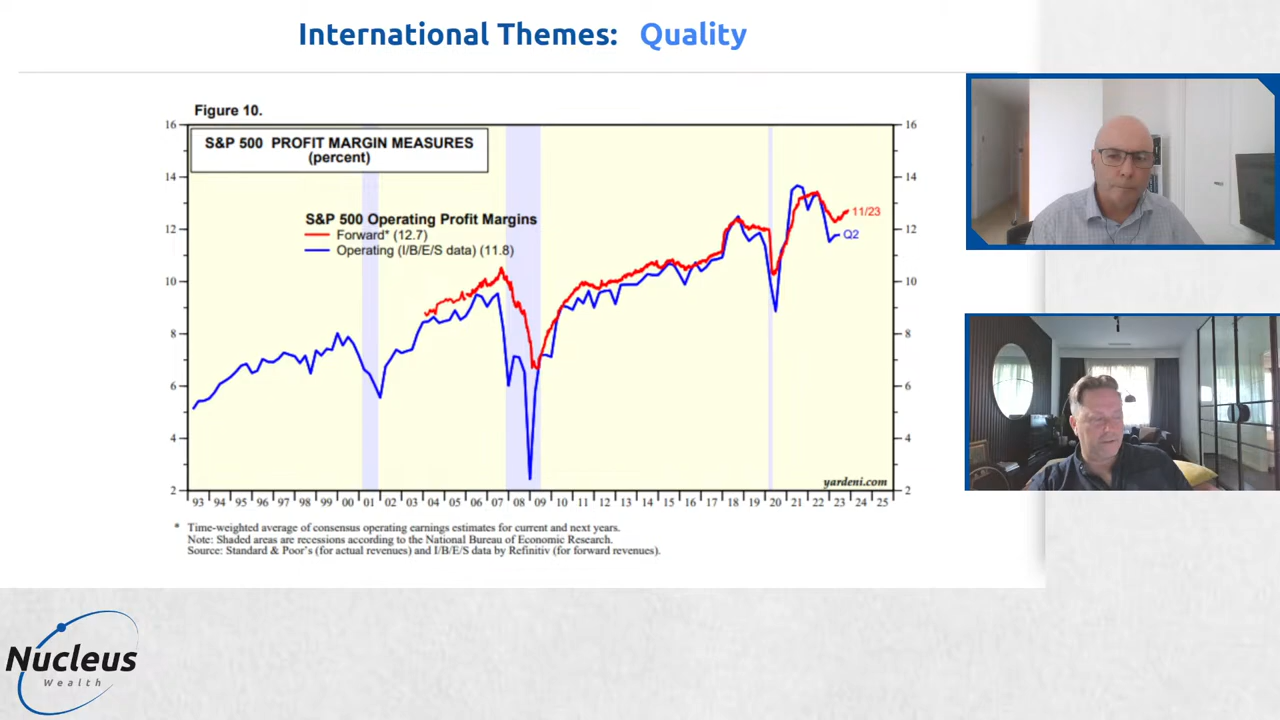 International Themes: Quality
Figure 10.
S&P 500 PROFIT MARGIN MEASURES
(percent)
S&P 500 Operating Profit Margins
Forward* (12.7)
Operating (I/B/E/S data) (11.8)
16
14
12
10
8
6
4
2
16
14
12
10
8
6
4
2
11/23
Q2
yardeni.com
93 94 95 96 97 98 99 00 01 02 03 04 05 06 07 08 09 10 11 12 13 14 15 16 17 18 19 20 21 22 23 24 25
* Time-weighted average of consensus operating earnings estimates for current and next years.
Note: Shaded areas are recessions according to the National Bureau of Economic Research.
Source: Standard & Poor's (for actual revenues) and I/B/E/S data by Refinitiv (for forward revenues).
Nucleus
Wealth